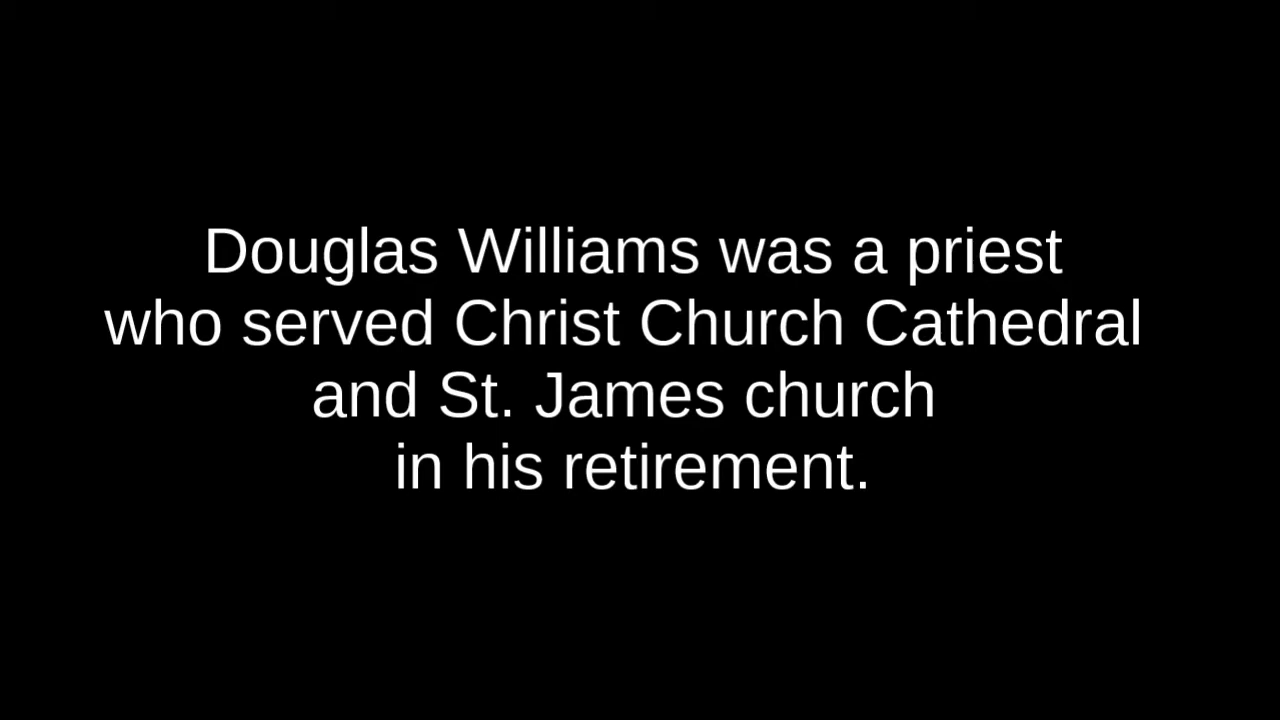 Douglas Williams was a priest
who served Christ Church Cathedral
and St. James church
in his retirement.